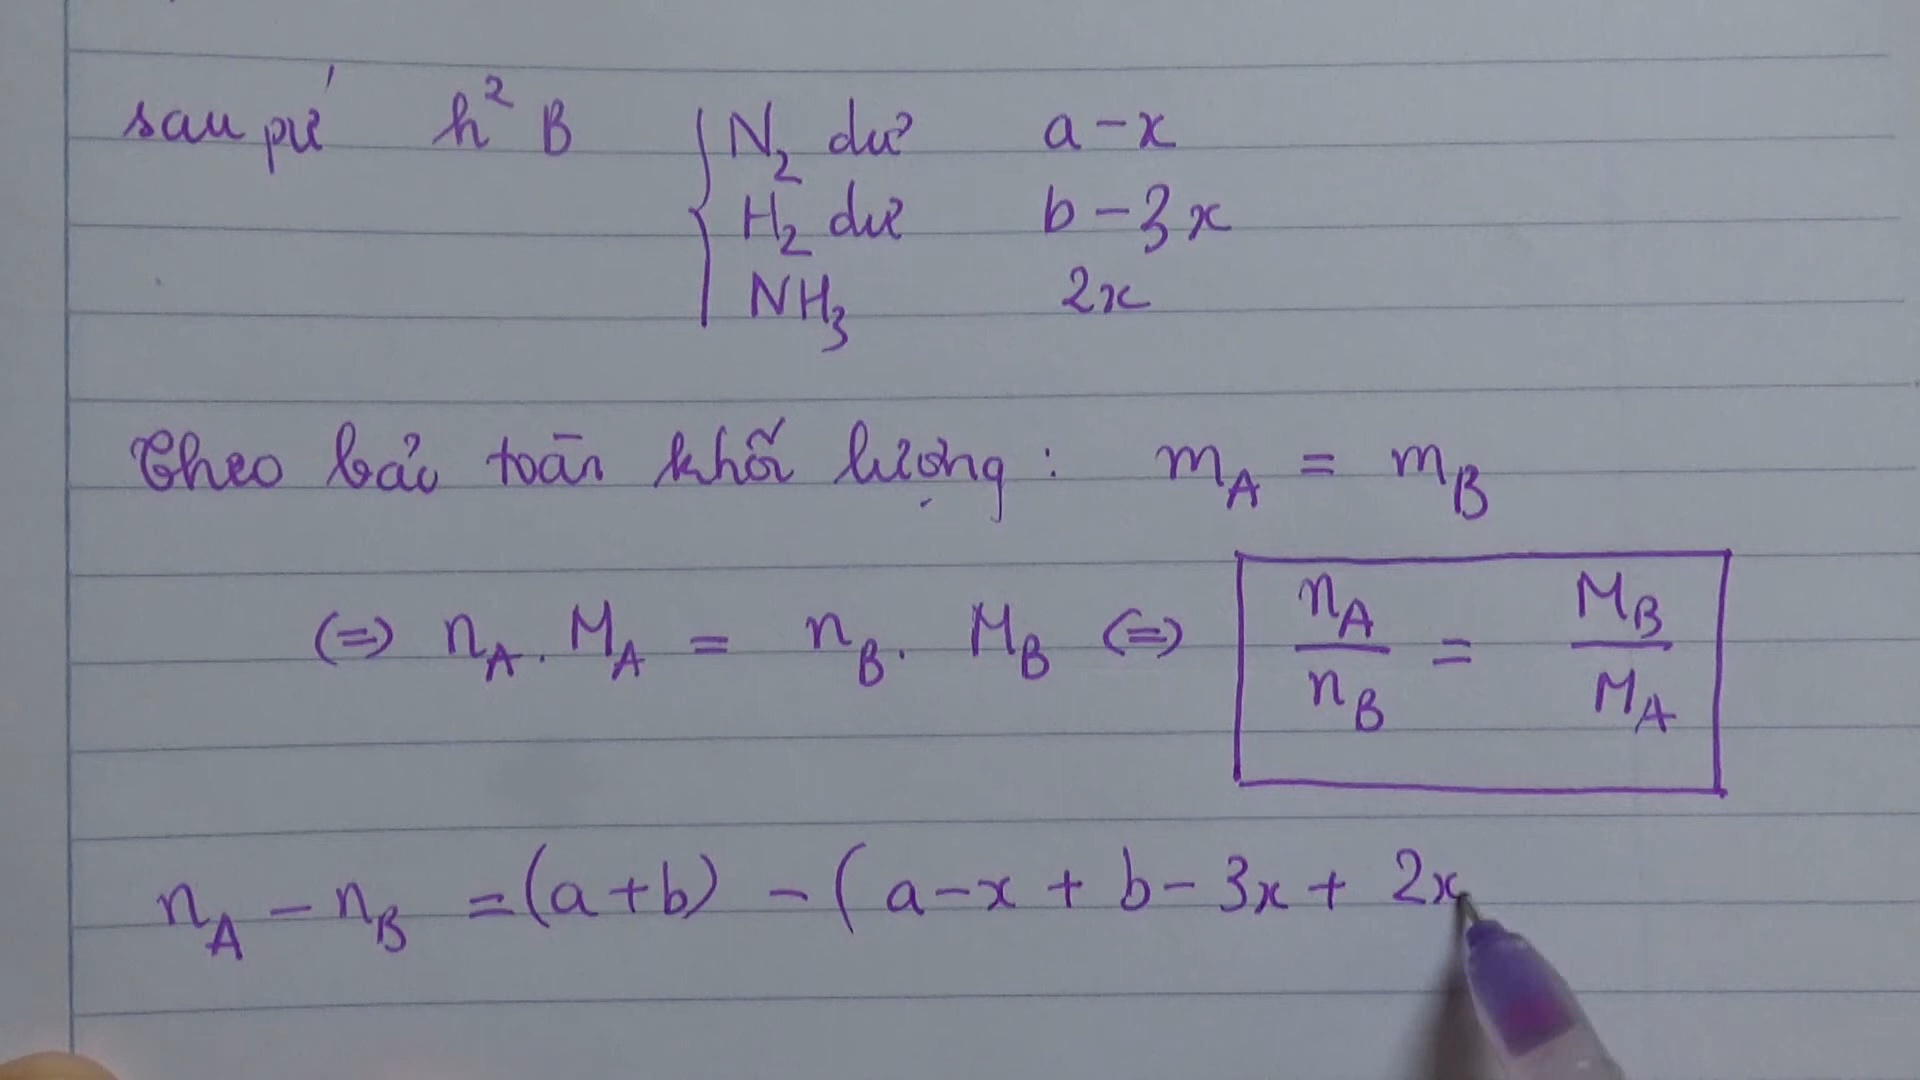 sau pứ h² B { N₂ dư a - x
H₂ dư b - 3x
NH₃ 2x
Theo bảo toàn khối lượng : m_A = m_B
(=) n_A . M_A = n_B . M_B (=) n_A / n_B = M_B / M_A
n_A - n_B = (a + b) - (a - x + b - 3x + 2x